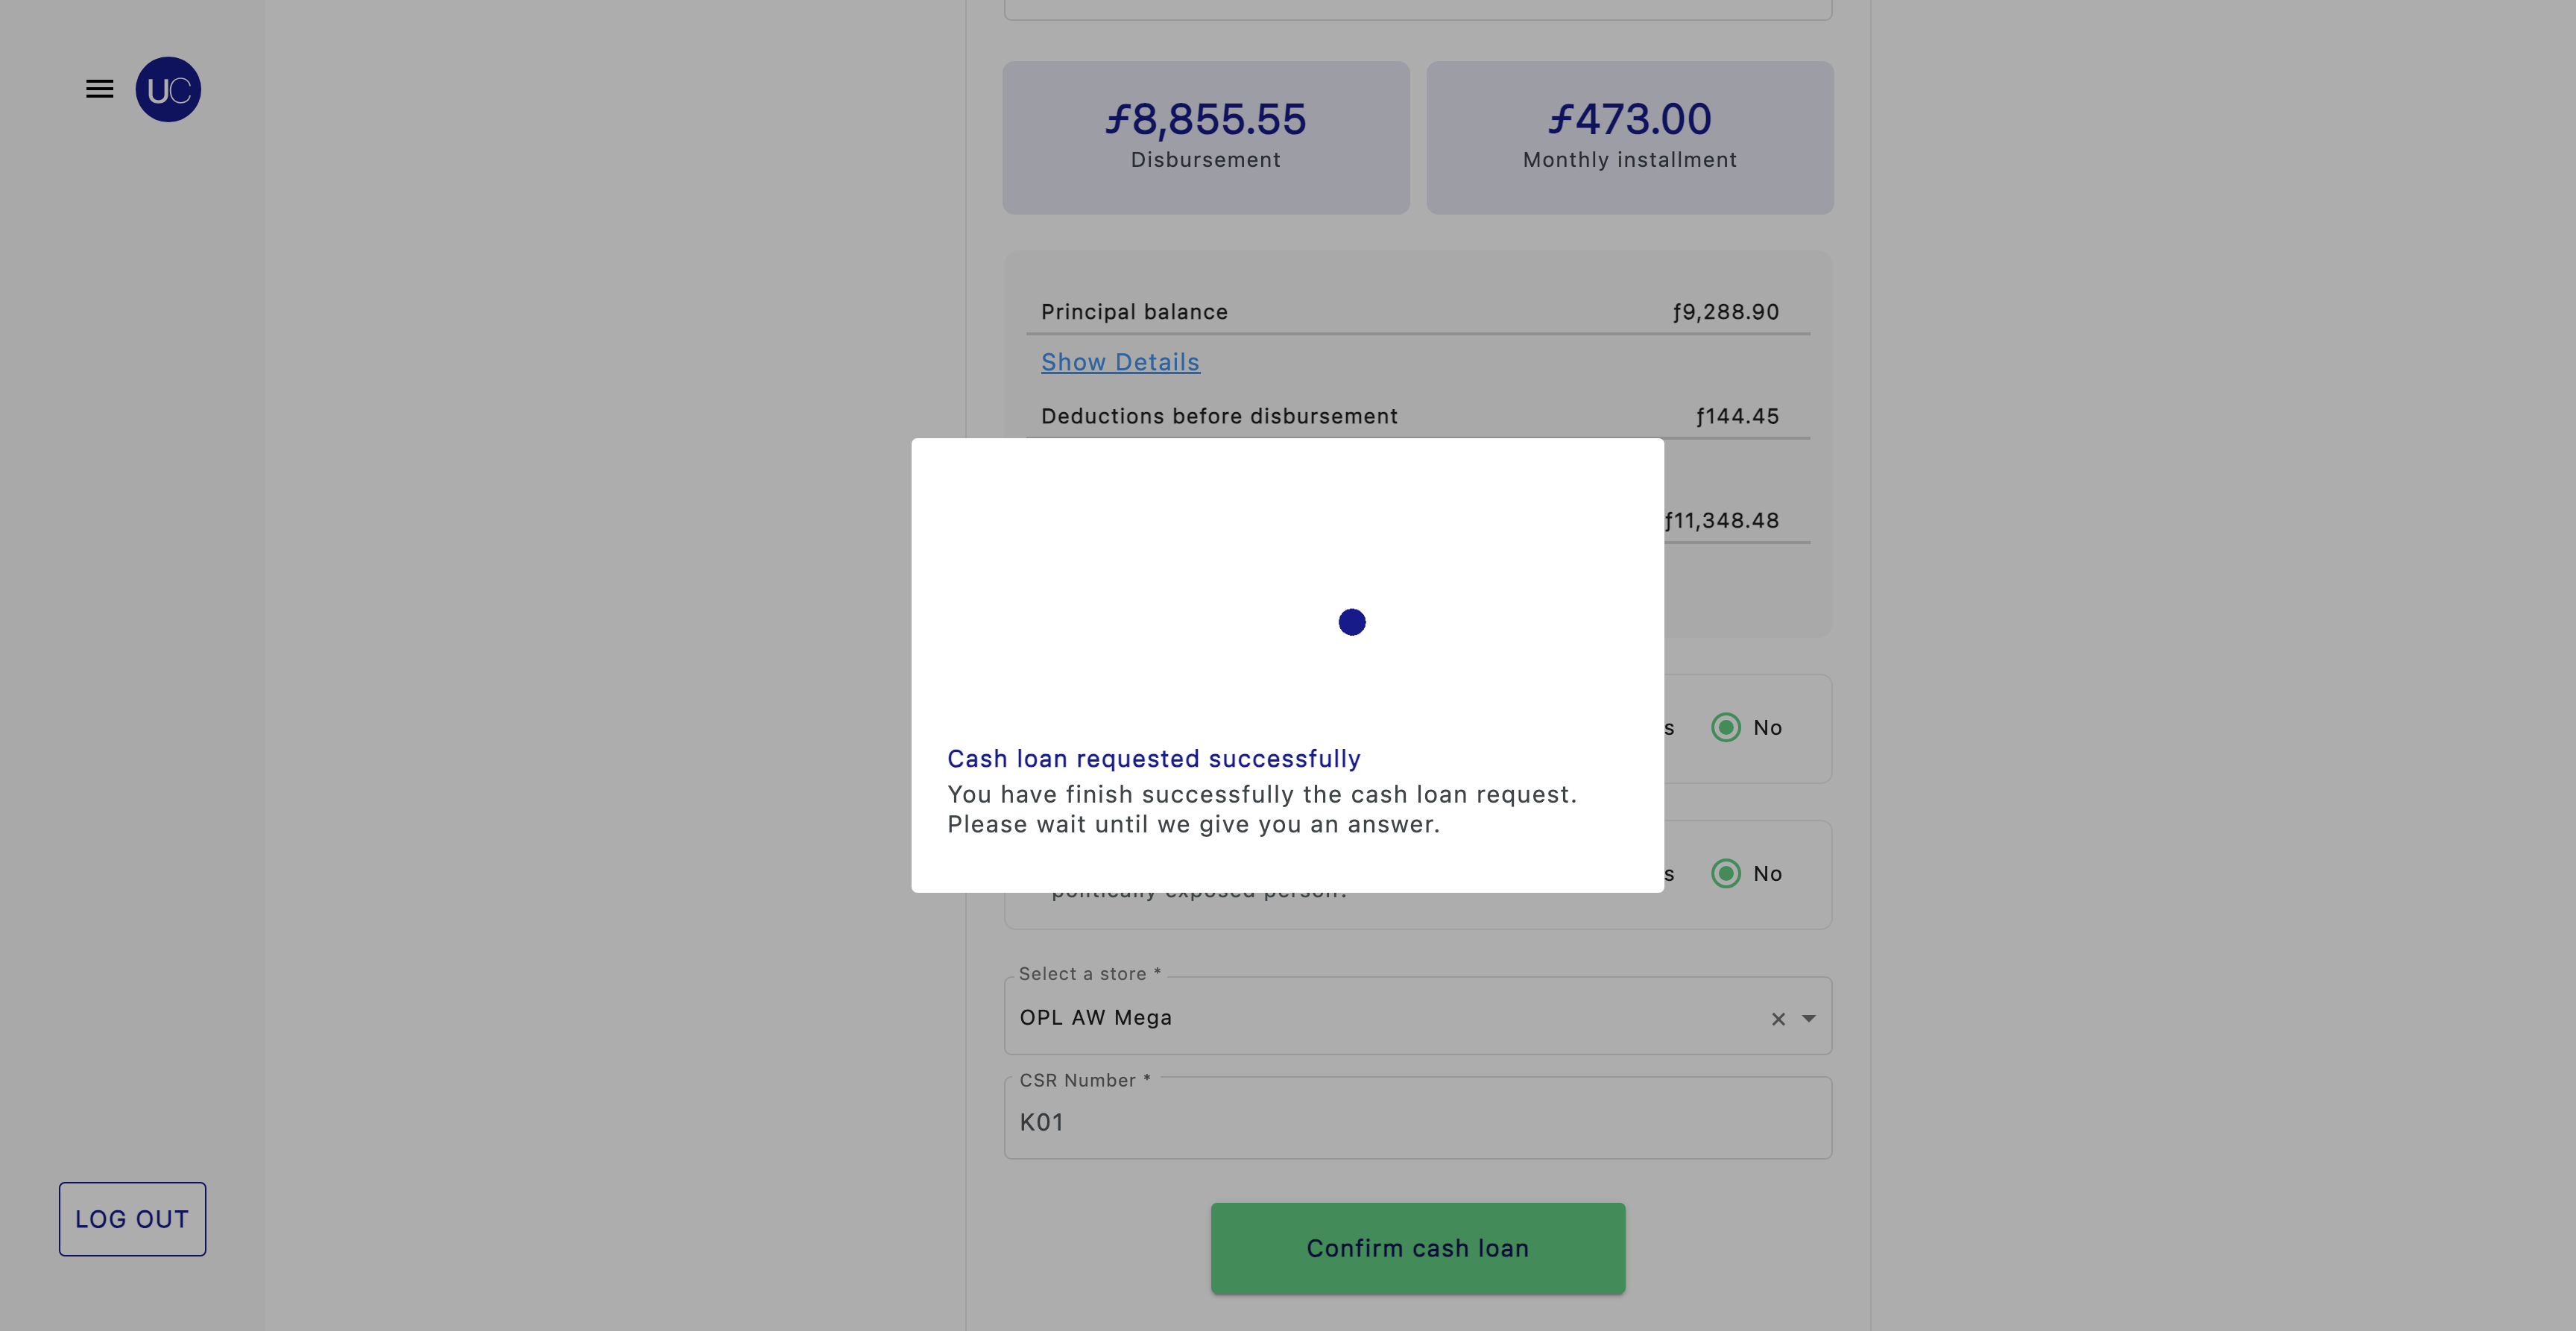 UC
ƒ8,855.55
Disbursement
ƒ473.00
Monthly installment
Principal balance ƒ9,288.90
Show Details
Deductions before disbursement ƒ144.45
ƒ11,348.48
No
Cash loan requested successfully
You have finish successfully the cash loan request.
Please wait until we give you an answer.
No
politically exposed person?
Select a store *
OPL AW Mega
CSR Number *
K01
LOG OUT
Confirm cash loan